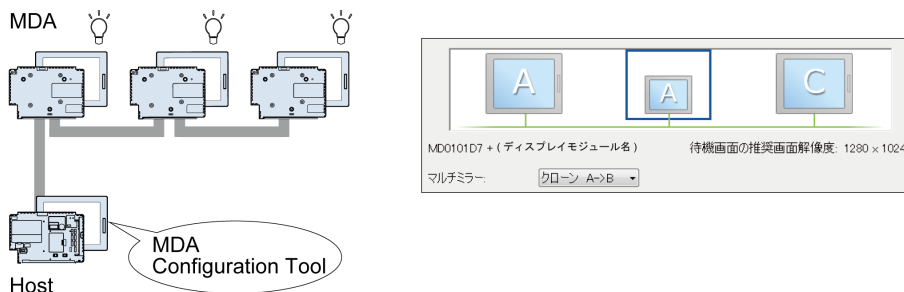 MDA
MDA
Configuration Tool
Host
A
A
C
MD0101D7 + ( ディスプレイモジュール名 )
待機画面の推奨画面解像度: 1280 × 1024
マルチミラー:
クローン A->B